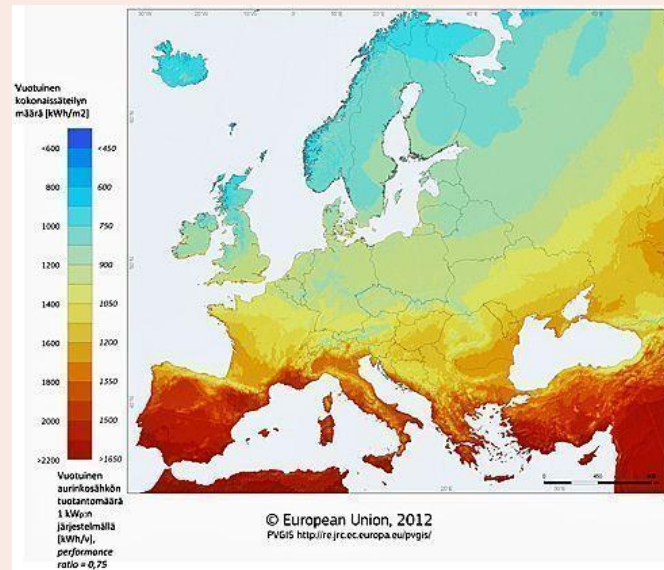 Vuotuinen
kokonaissäteilyn
määrä [kWh/m2]
<600 <450
800 600
1000 750
1200 900
1400 1050
1600 1200
1800 1350
2000 1500
>2200 >1650
Vuotuinen
aurinkosähkön
tuotantomäärä
1 kWp:n
järjestelmällä
[kWh/v],
performance
ratio = 0,75
© European Union, 2012
PVGIS http://re.jrc.ec.europa.eu/pvgis/